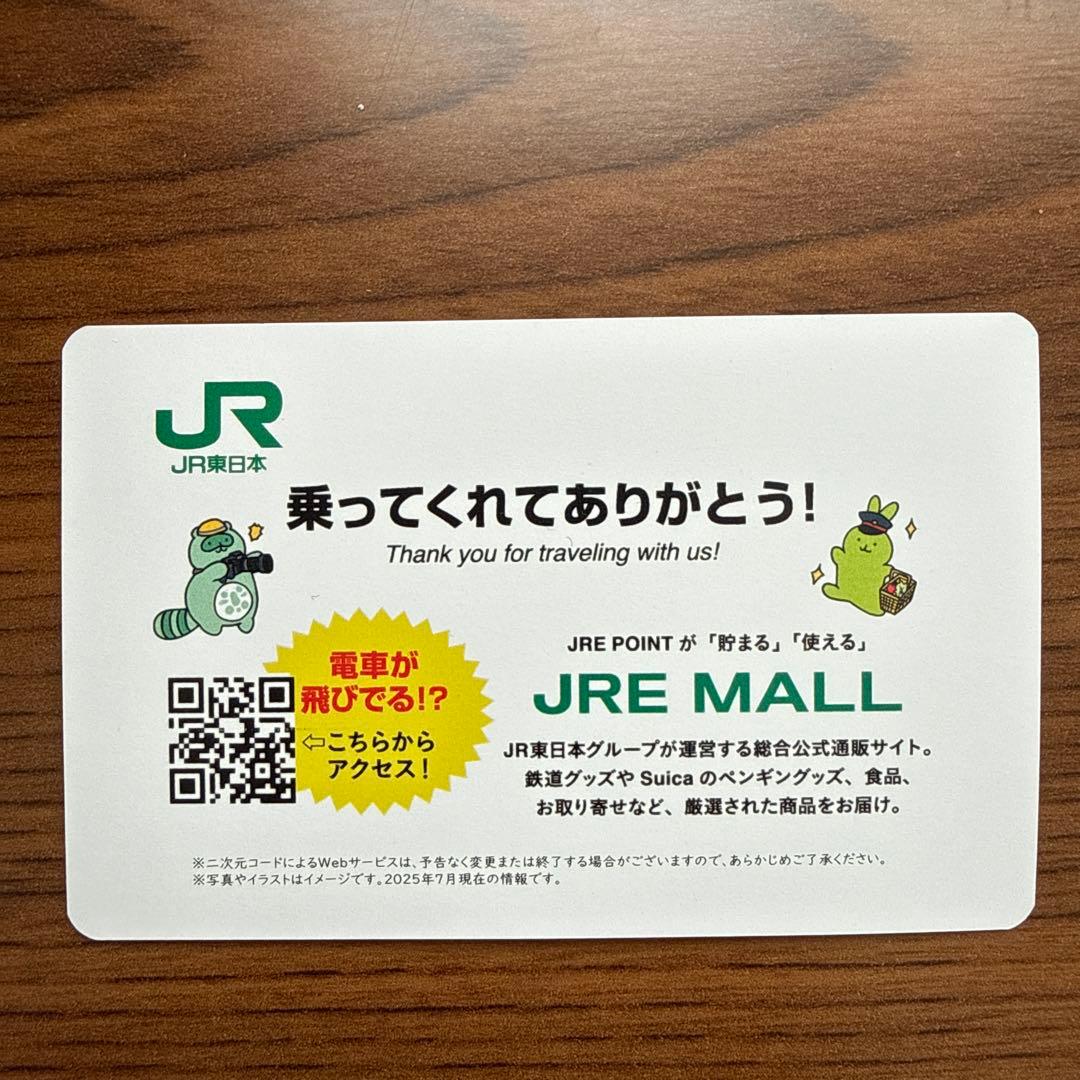 JR
JR東日本
乗ってくれてありがとう!
Thank you for traveling with us!
電車が
飛びでる!?
⇦こちらから
アクセス!
JRE POINT が「貯まる」「使える」
JRE MALL
JR東日本グループが運営する総合公式通販サイト。
鉄道グッズや Suica のペンギングッズ、食品、
お取り寄せなど、厳選された商品をお届け。
※二次元コードによるWebサービスは、予告なく変更または終了する場合がございますので、あらかじめご了承ください。
※写真やイラストはイメージです。2025年7月現在の情報です。